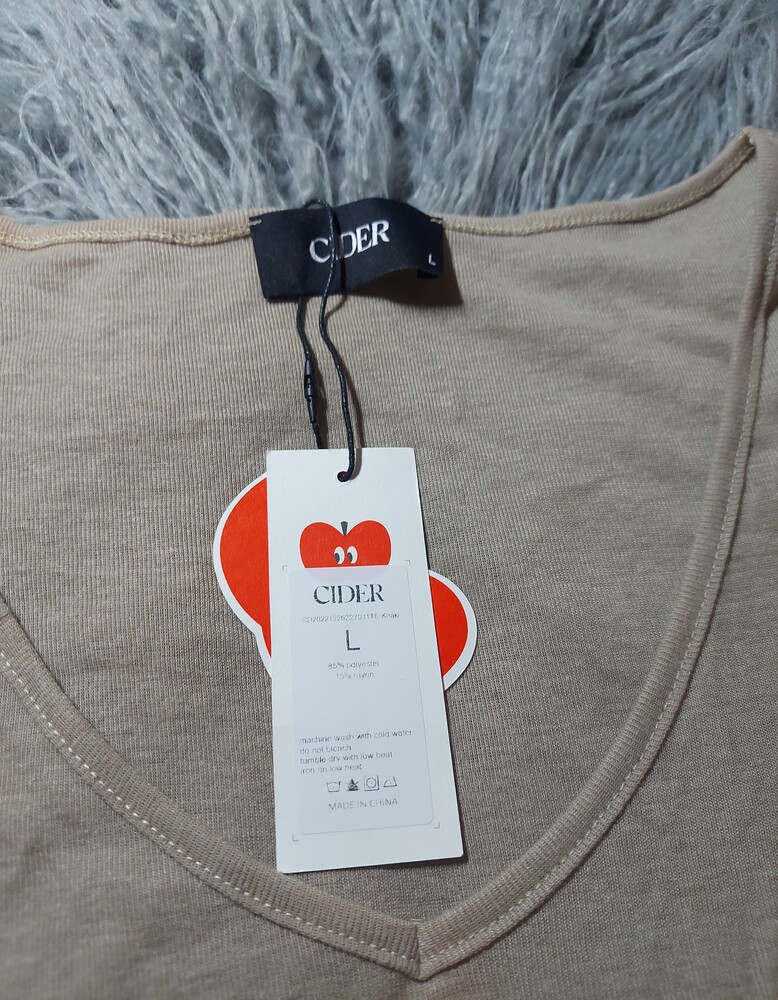 CIDER
L
CIDER
Khaki
L
85% polyester
15% rayon
machine wash with cold water
do not bleach
tumble dry with low heat
iron on low heat
MADE IN CHINA